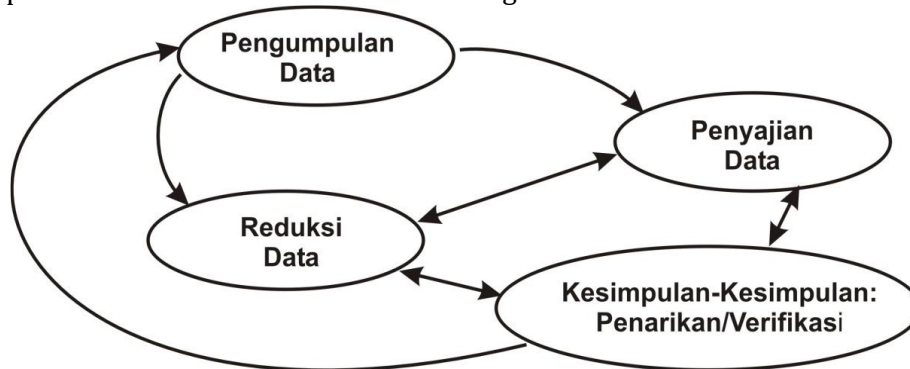 Pengumpulan
Data
Penyajian
Data
Reduksi
Data
Kesimpulan-Kesimpulan:
Penarikan/Verifikasi